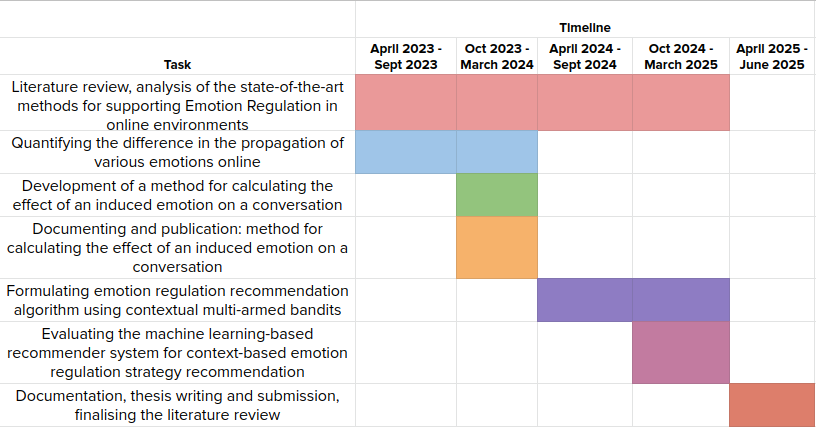 Timeline
Task
April 2023 -
Sept 2023
Oct 2023 -
March 2024
April 2024 -
Sept 2024
Oct 2024 -
March 2025
April 2025 -
June 2025
Literature review, analysis of the state-of-the-art
methods for supporting Emotion Regulation in
online environments
Quantifying the difference in the propagation of
various emotions online
Development of a method for calculating the
effect of an induced emotion on a conversation
Documenting and publication: method for
calculating the effect of an induced emotion on a
conversation
Formulating emotion regulation recommendation
algorithm using contextual multi-armed bandits
Evaluating the machine learning-based
recommender system for context-based emotion
regulation strategy recommendation
Documentation, thesis writing and submission,
finalising the literature review